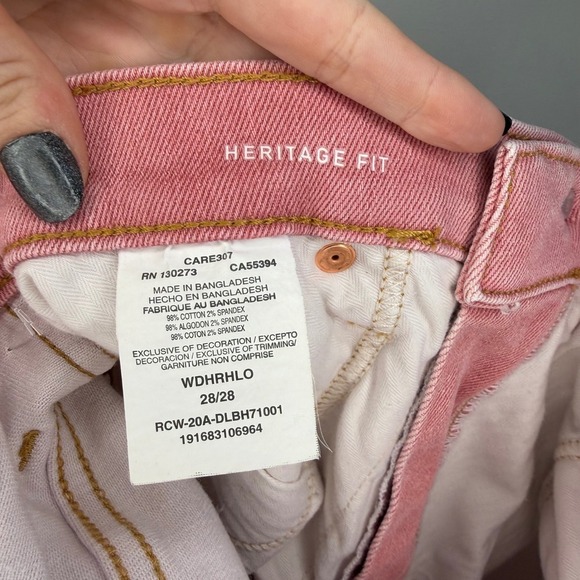 HERITAGE FIT
CARE307
RN 130273 CA55394
MADE IN BANGLADESH
HECHO EN BANGLADESH
FABRIQUE AU BANGLADESH
98% COTTON 2% SPANDEX
98% ALGODON 2% SPANDEX
98% COTON 2% SPANDEX
EXCLUSIVE OF DECORATION / EXCEPTO
DECORACION / EXCLUSIF OF TRIMMING/
GARNITURE NON COMPRISE
WDHRHLO
28/28
RCW-20A-DLBH71001
191683106964